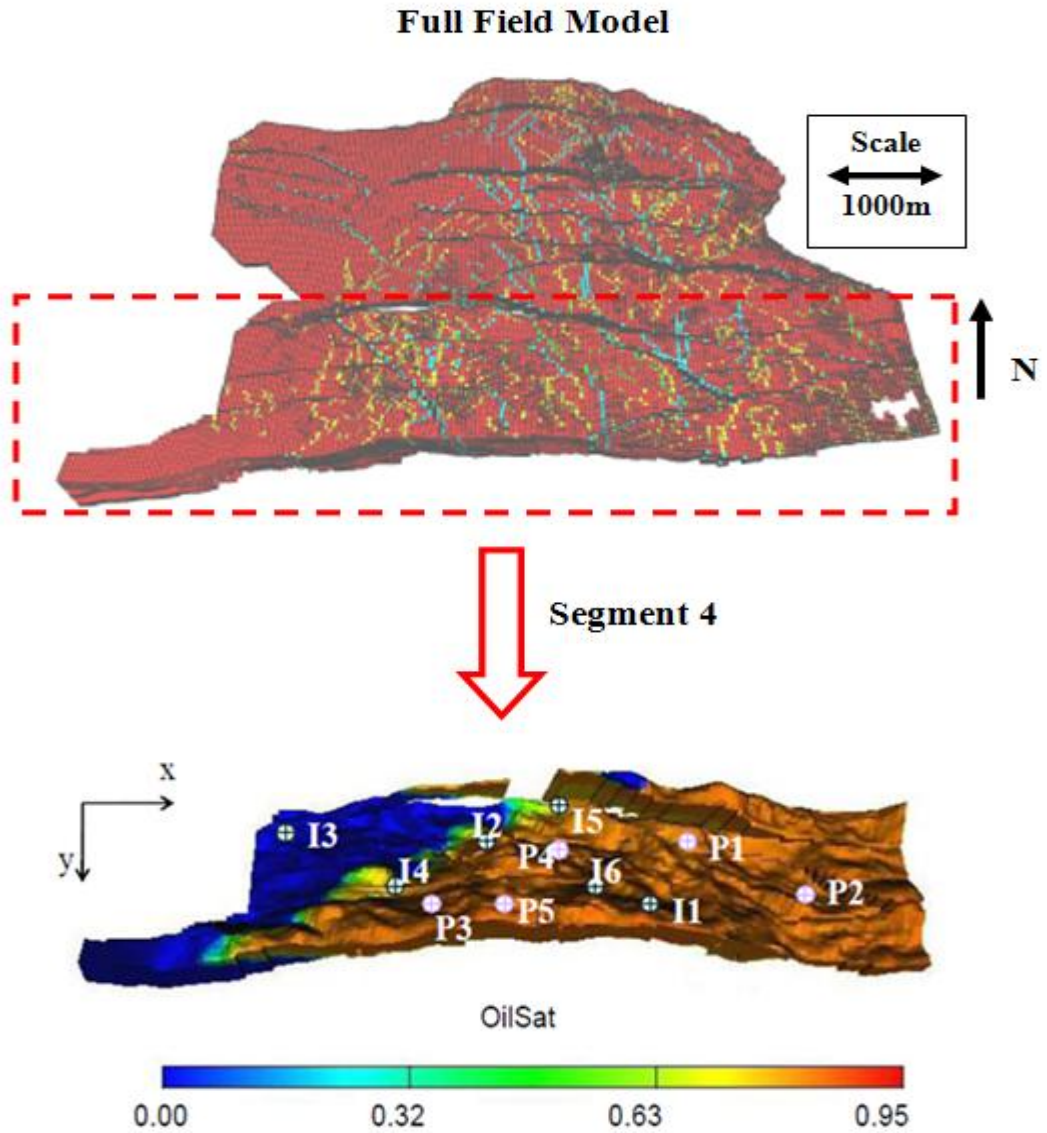 Full Field Model
Scale
1000m
N
Segment 4
x
y
I3
I2
I5
P4
P1
I4
I6
P2
P3
P5
I1
OilSat
0.00 0.32 0.63 0.95